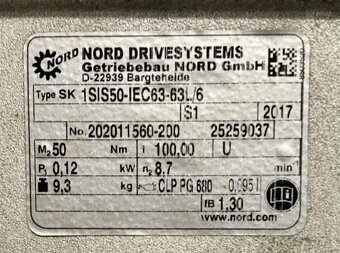 NORD NORD DRIVESYSTEMS
Getriebebau NORD GmbH
D-22939 Bargteheide
Type SK 1SIS50-IEC63-63L/6
S1 2017
No. 202011560-200 25259037
M2 50 Nm i 100,00 U
P1 0,12 kW n2 8,7 min-1
9,3 kg CLP PG 680 0,095 l
fB 1,30
www.nord.com